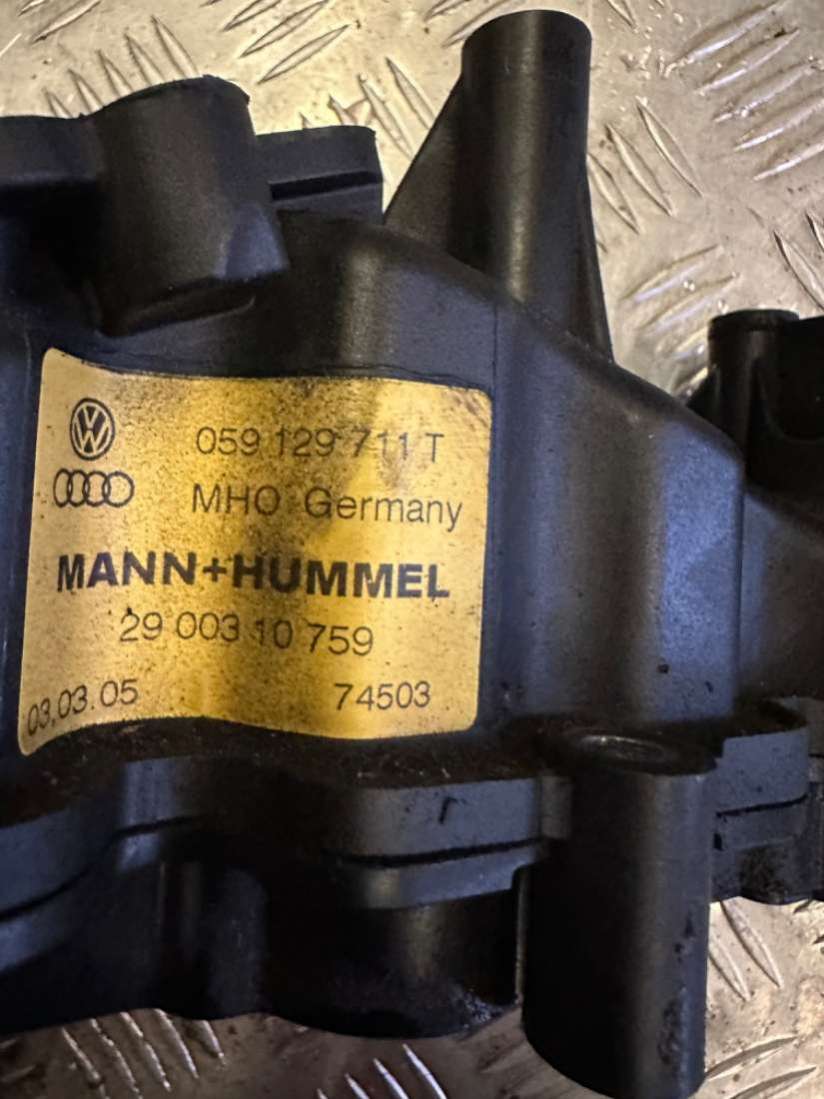 059 129 711 T
MHO Germany
MANN+HUMMEL
29 003 10 759
03.03.05 74503